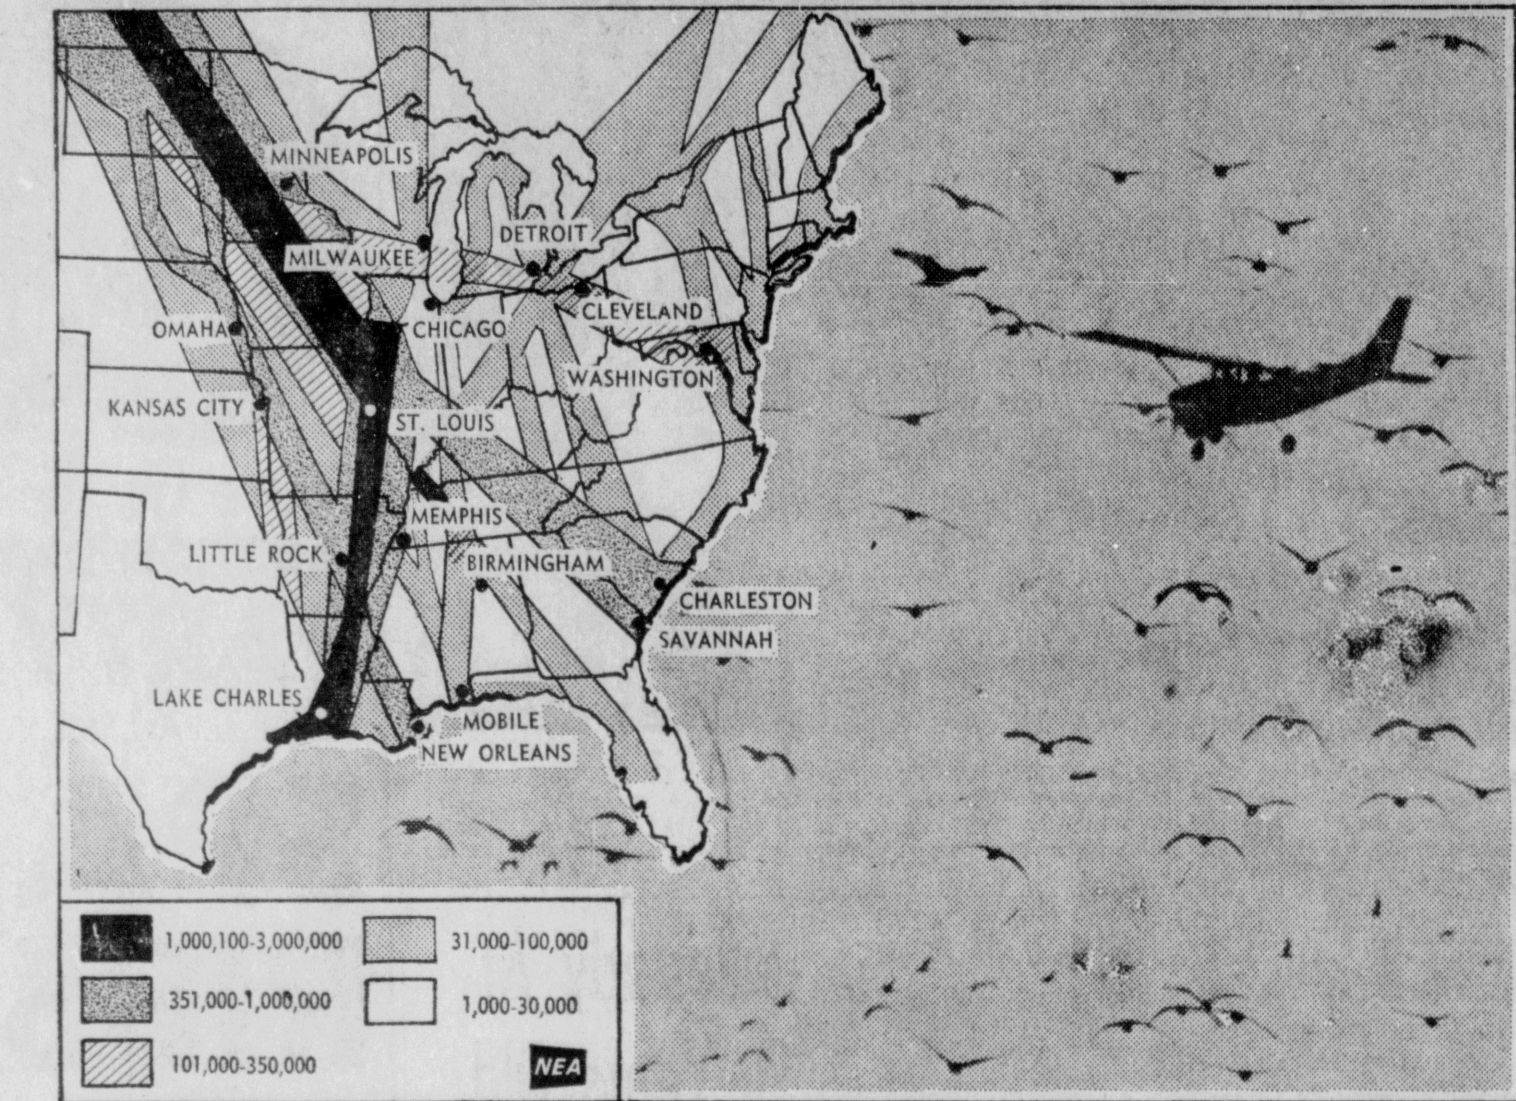 MINNEAPOLIS
DETROIT
MILWAUKEE
CLEVELAND
OMAHA
CHICAGO
WASHINGTON
KANSAS CITY
ST. LOUIS
MEMPHIS
LITTLE ROCK
BIRMINGHAM
CHARLESTON
SAVANNAH
LAKE CHARLES
MOBILE
NEW ORLEANS
1,000,100-3,000,000
31,000-100,000
351,000-1,000,000
1,000-30,000
101,000-350,000
NEA